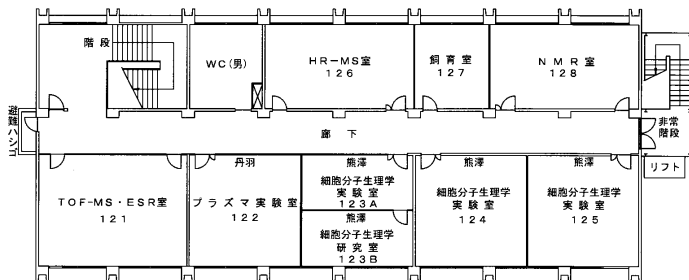 階段
WC(男)
HR-MS室
126
飼育室
127
NMR室
128
避難ハシゴ
廊下
非常
階段
リフト
TOF-MS・ESR室
121
丹羽
プラズマ実験室
122
熊澤
細胞分子生理学
実験室
123A
熊澤
細胞分子生理学
研究室
123B
熊澤
細胞分子生理学
実験室
124
熊澤
細胞分子生理学
実験室
125